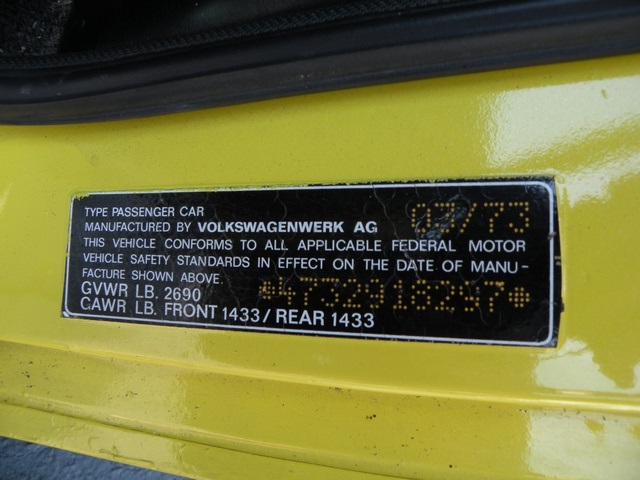 TYPE PASSENGER CAR 03/73
MANUFACTURED BY VOLKSWAGENWERK AG
THIS VEHICLE CONFORMS TO ALL APPLICABLE FEDERAL MOTOR
VEHICLE SAFETY STANDARDS IN EFFECT ON THE DATE OF MANU-
FACTURE SHOWN ABOVE.
GVWR LB. 2690 *4732918297*
GAWR LB. FRONT 1433/ REAR 1433